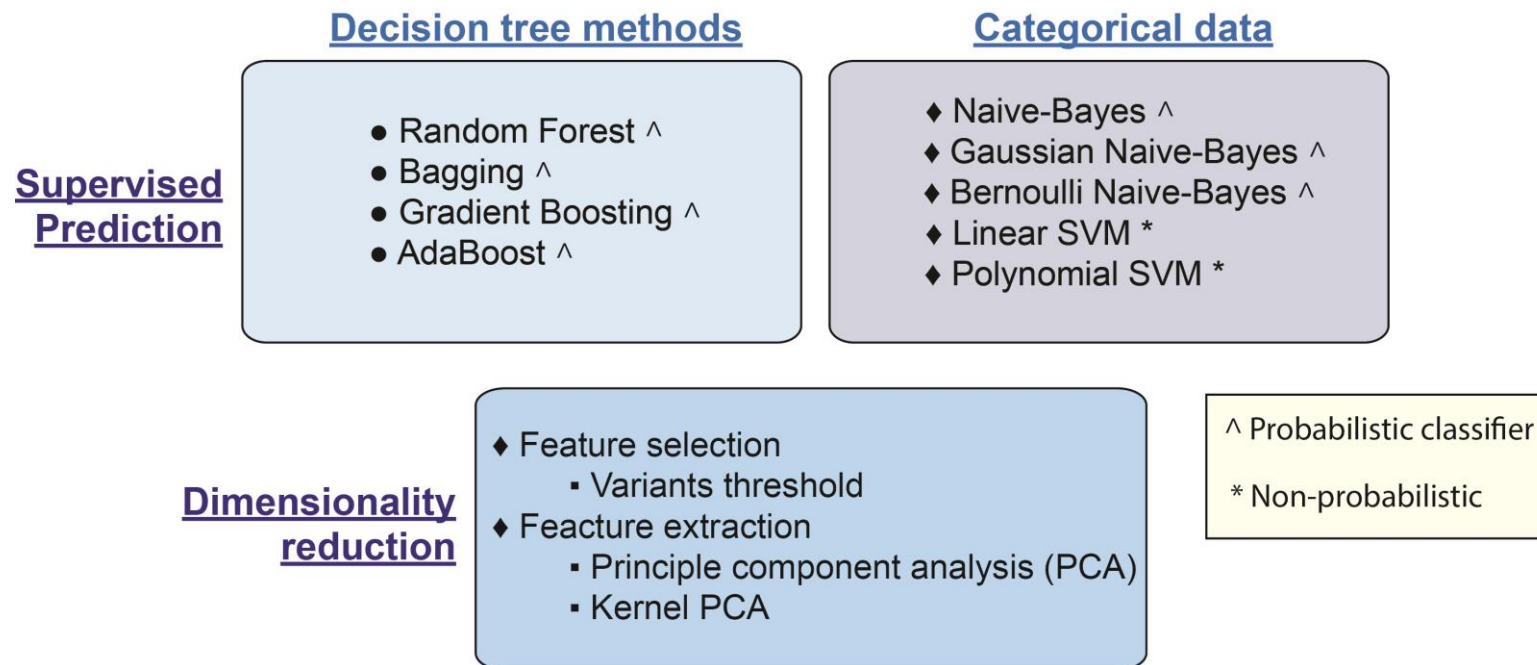 Decision tree methods
Categorical data
Supervised
Prediction
● Random Forest ^
● Bagging ^
● Gradient Boosting ^
● AdaBoost ^
♦ Naive-Bayes ^
♦ Gaussian Naive-Bayes ^
♦ Bernoulli Naive-Bayes ^
♦ Linear SVM *
♦ Polynomial SVM *
Dimensionality
reduction
♦ Feature selection
▪ Variants threshold
♦ Feacture extraction
▪ Principle component analysis (PCA)
▪ Kernel PCA
^ Probabilistic classifier
* Non-probabilistic